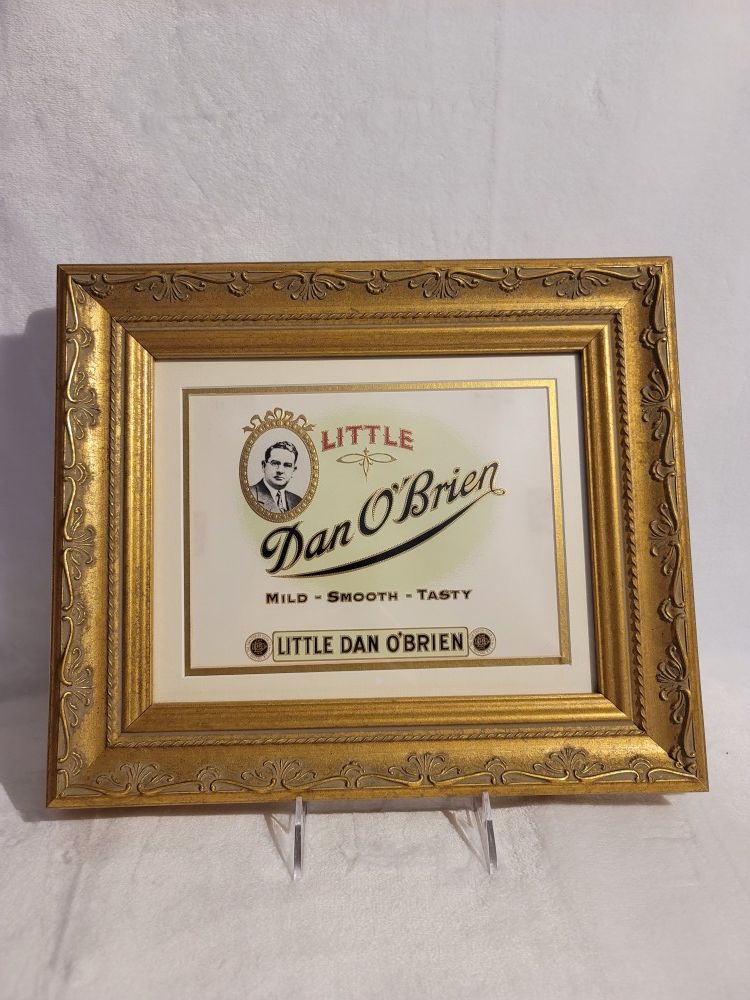 LITTLE
Dan O'Brien
MILD - SMOOTH - TASTY
LITTLE DAN O'BRIEN